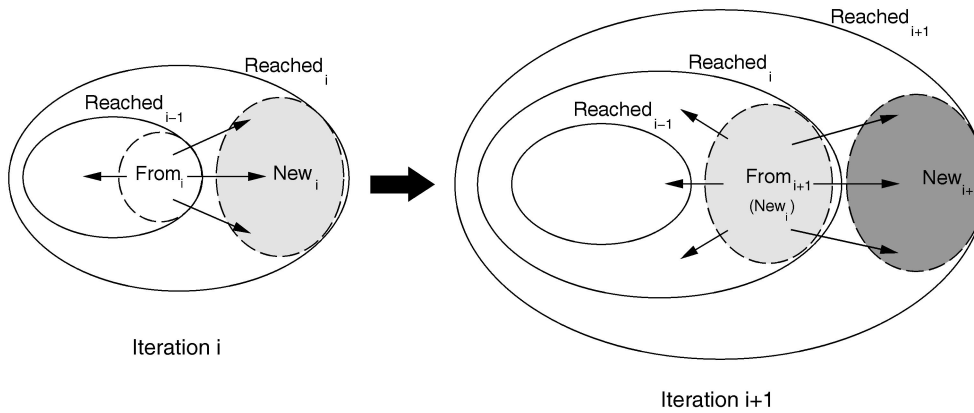 Reached i
Reached i–1
From i
New i
Iteration i
Reached i+1
Reached i
Reached i–1
From i+1
(New i)
New i+
Iteration i+1